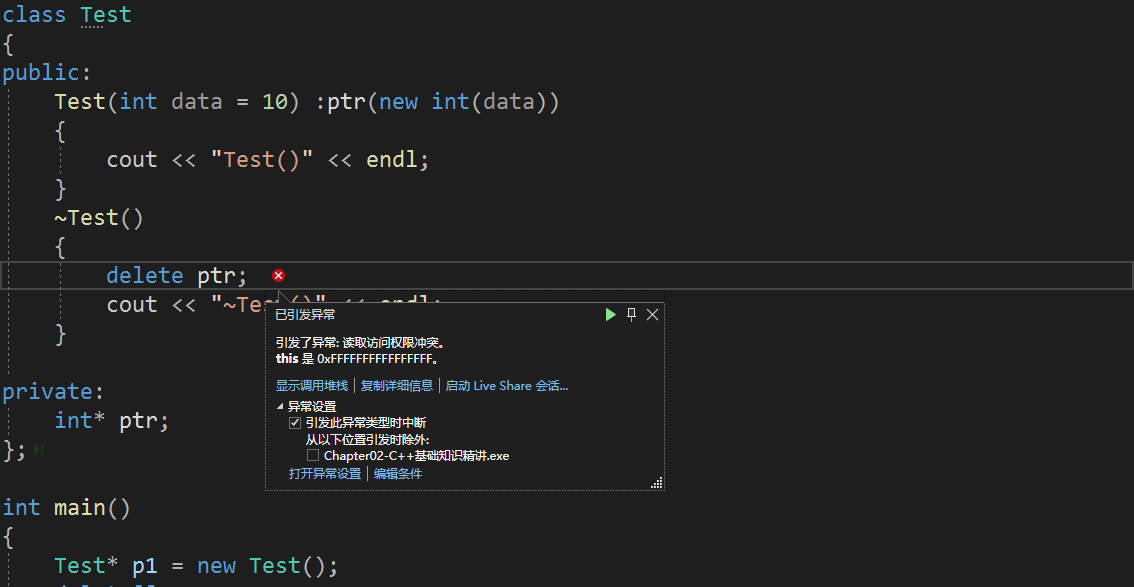 class Test
{
public:
    Test(int data = 10) :ptr(new int(data))
    {
        cout << "Test()" << endl;
    }
    ~Test()
    {
        delete ptr;
        cout << "~Test()" << endl;
    }
已引发异常
引发了异常: 读取访问权限冲突。
this 是 0xFFFFFFFFFFFFFFFF。
显示调用堆栈 | 复制详细信息 | 启动 Live Share 会话...
异常设置
引发此异常类型时中断
从以下位置引发时除外:
Chapter02-C++基础知识精讲.exe
打开异常设置 | 编辑条件
private:
    int* ptr;
};
int main()
{
    Test* p1 = new Test();